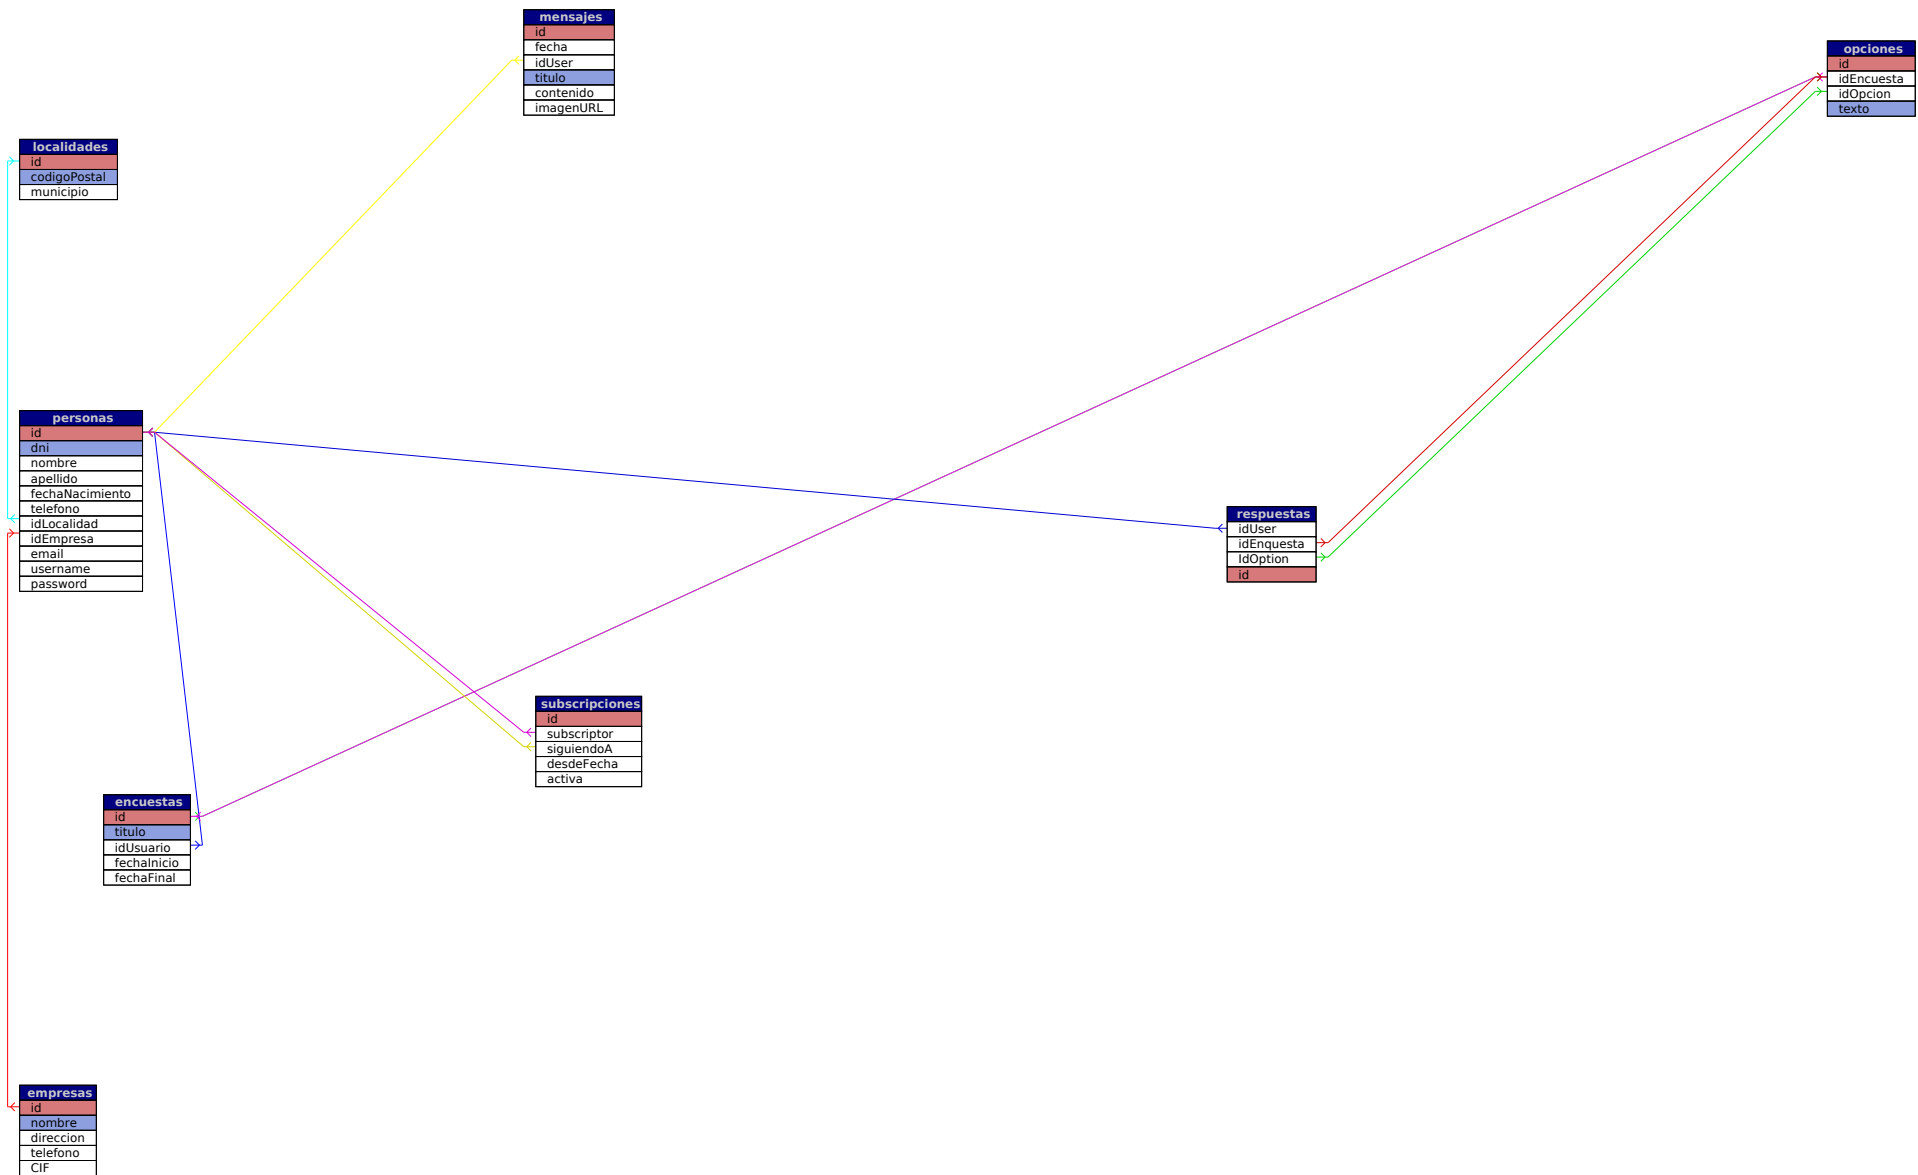 mensajes
id
fecha
idUser
titulo
contenido
imagenURL
opciones
id
idEncuesta
idOpcion
texto
localidades
id
codigoPostal
municipio
personas
id
dni
nombre
apellido
fechaNacimiento
telefono
idLocalidad
idEmpresa
email
username
password
respuestas
idUser
idEnquesta
IdOption
id
subscripciones
id
subscriptor
siguiendoA
desdeFecha
activa
encuestas
id
titulo
idUsuario
fechaInicio
fechaFinal
empresas
id
nombre
direccion
telefono
CIF